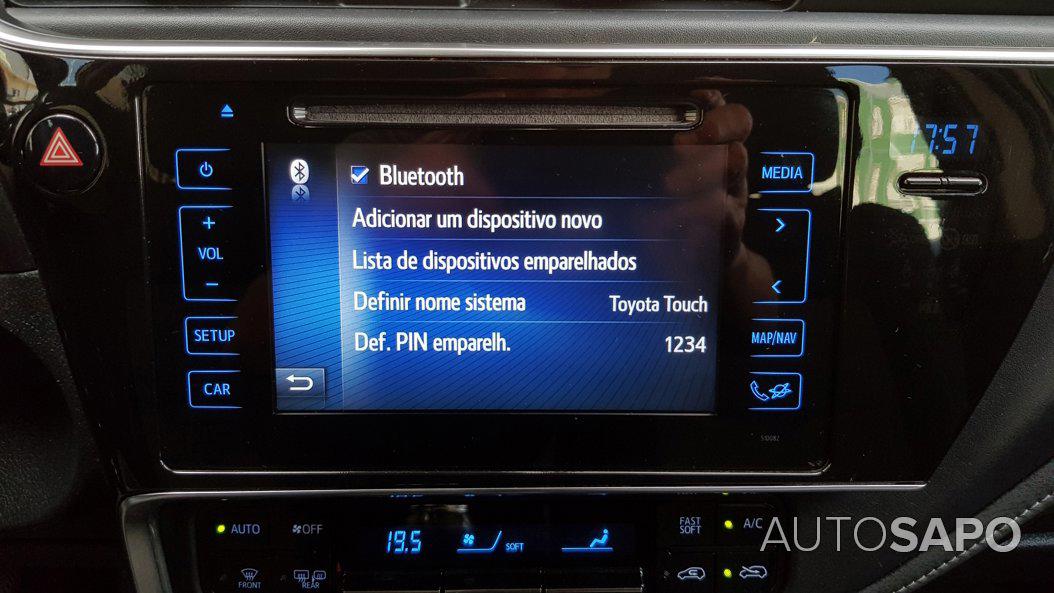 17:57
MEDIA
Bluetooth
Adicionar um dispositivo novo
+
VOL
-
Lista de dispositivos emparelhados
Definir nome sistema Toyota Touch
SETUP
Def. PIN emparelh. 1234
MAP/NAV
CAR
510082
AUTO
OFF
19.5
SOFT
FAST
SOFT
A/C
FRONT
REAR
AUTOSAPO